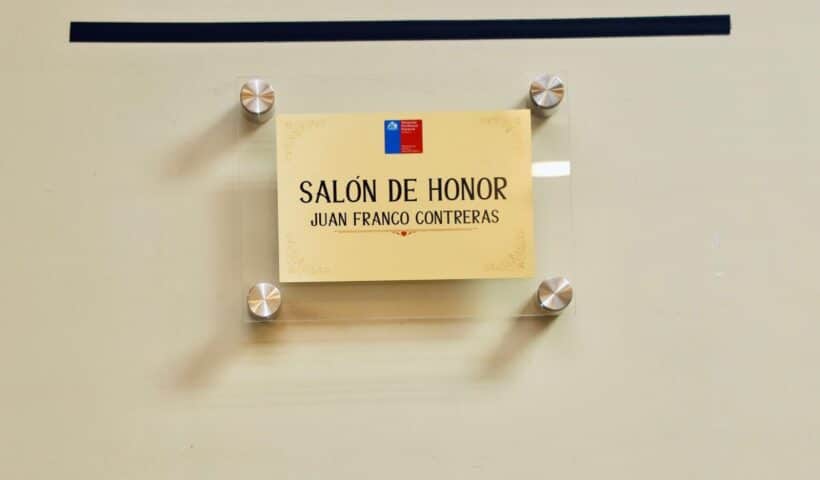 SALÓN DE HONOR
JUAN FRANCO CONTRERAS